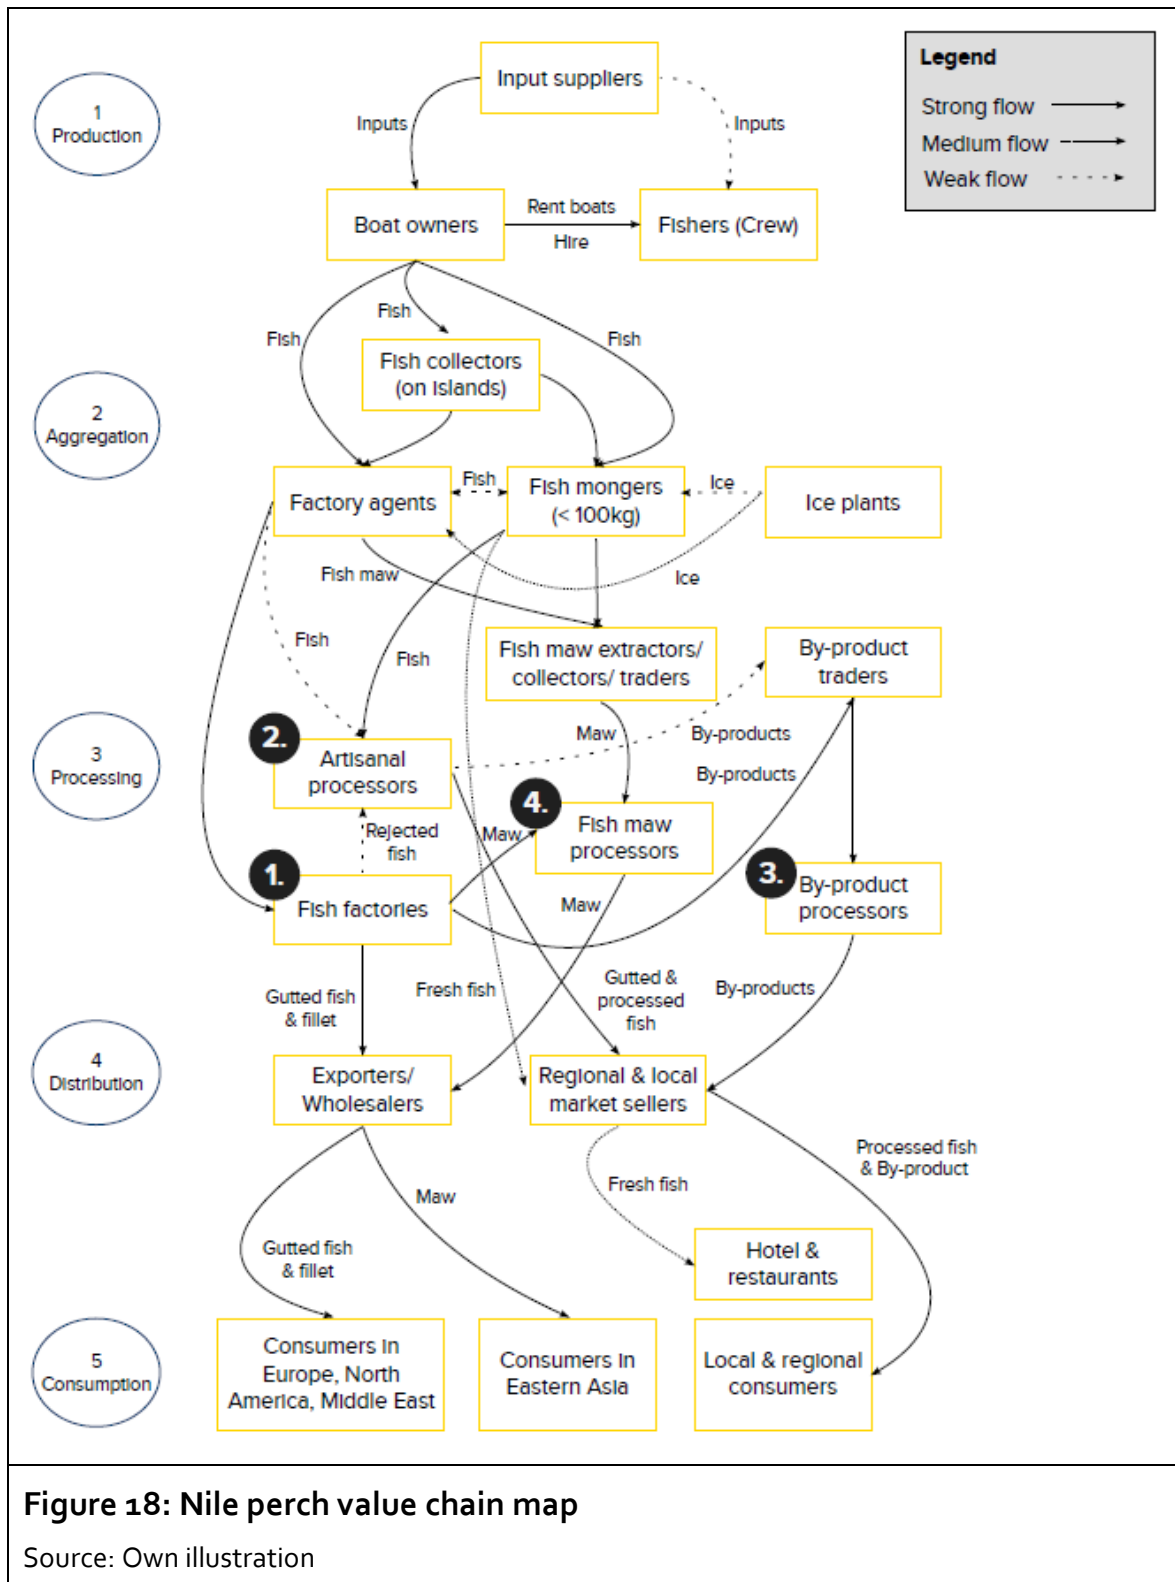 Input suppliers
Legend
Strong flow
Medium flow
Weak flow
1
Production
Inputs
Inputs
Boat owners
Rent boats
Hire
Fishers (Crew)
Fish
Fish
Fish
Fish collectors
(on islands)
2
Aggregation
Factory agents
Fish
Fish mongers
(< 100kg)
Ice
Ice plants
Fish maw
Ice
Fish
Fish
Fish maw extractors/
collectors/ traders
By-product
traders
3
Processing
2.
Artisanal
processors
Maw
By-products
By-products
4.
Fish maw
processors
Rejected
fish
Maw
1.
Fish factories
Maw
3.
By-product
processors
Gutted fish
& fillet
Fresh fish
Gutted &
processed
fish
By-products
4
Distribution
Exporters/
Wholesalers
Regional & local
market sellers
Processed fish
& By-product
Maw
Fresh fish
Gutted fish
& fillet
Hotel &
restaurants
5
Consumption
Consumers in
Europe, North
America, Middle East
Consumers in
Eastern Asia
Local & regional
consumers
Figure 18: Nile perch value chain map
Source: Own illustration